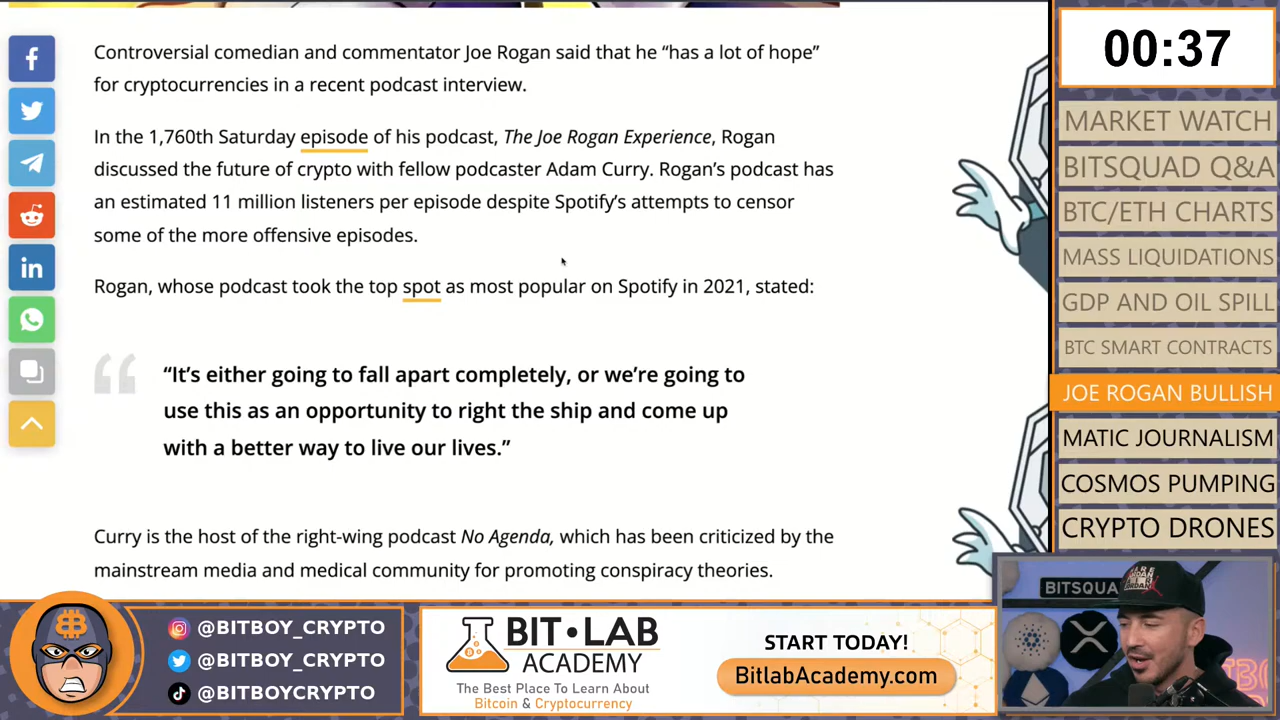 Controversial comedian and commentator Joe Rogan said that he “has a lot of hope”
for cryptocurrencies in a recent podcast interview.
In the 1,760th Saturday episode of his podcast, The Joe Rogan Experience, Rogan
discussed the future of crypto with fellow podcaster Adam Curry. Rogan’s podcast has
an estimated 11 million listeners per episode despite Spotify’s attempts to censor
some of the more offensive episodes.
Rogan, whose podcast took the top spot as most popular on Spotify in 2021, stated:
“It’s either going to fall apart completely, or we’re going to
use this as an opportunity to right the ship and come up
with a better way to live our lives.”
Curry is the host of the right-wing podcast No Agenda, which has been criticized by the
mainstream media and medical community for promoting conspiracy theories.
00:37
MARKET WATCH
BITSQUAD Q&A
BTC/ETH CHARTS
MASS LIQUIDATIONS
GDP AND OIL SPILL
BTC SMART CONTRACTS
JOE ROGAN BULLISH
MATIC JOURNALISM
COSMOS PUMPING
CRYPTO DRONES
@BITBOY_CRYPTO
@BITBOY_CRYPTO
@BITBOYCRYPTO
BIT•LAB
ACADEMY
The Best Place To Learn About
Bitcoin & Cryptocurrency
START TODAY!
BitlabAcademy.com
BITSQUA